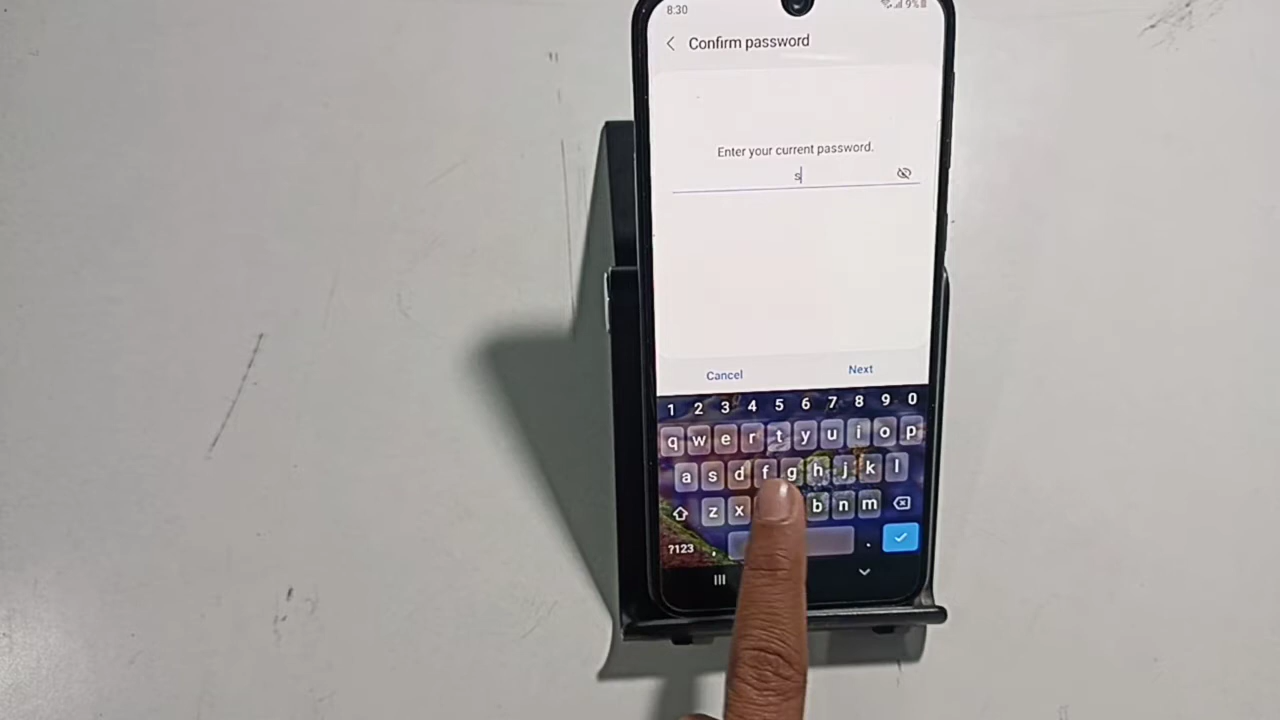 8:30 9%
Confirm password
Enter your current password.
s
Cancel Next
1 2 3 4 5 6 7 8 9 0
q w e r t y u i o p
a s d f g h j k l
z x b n m
?123 , .